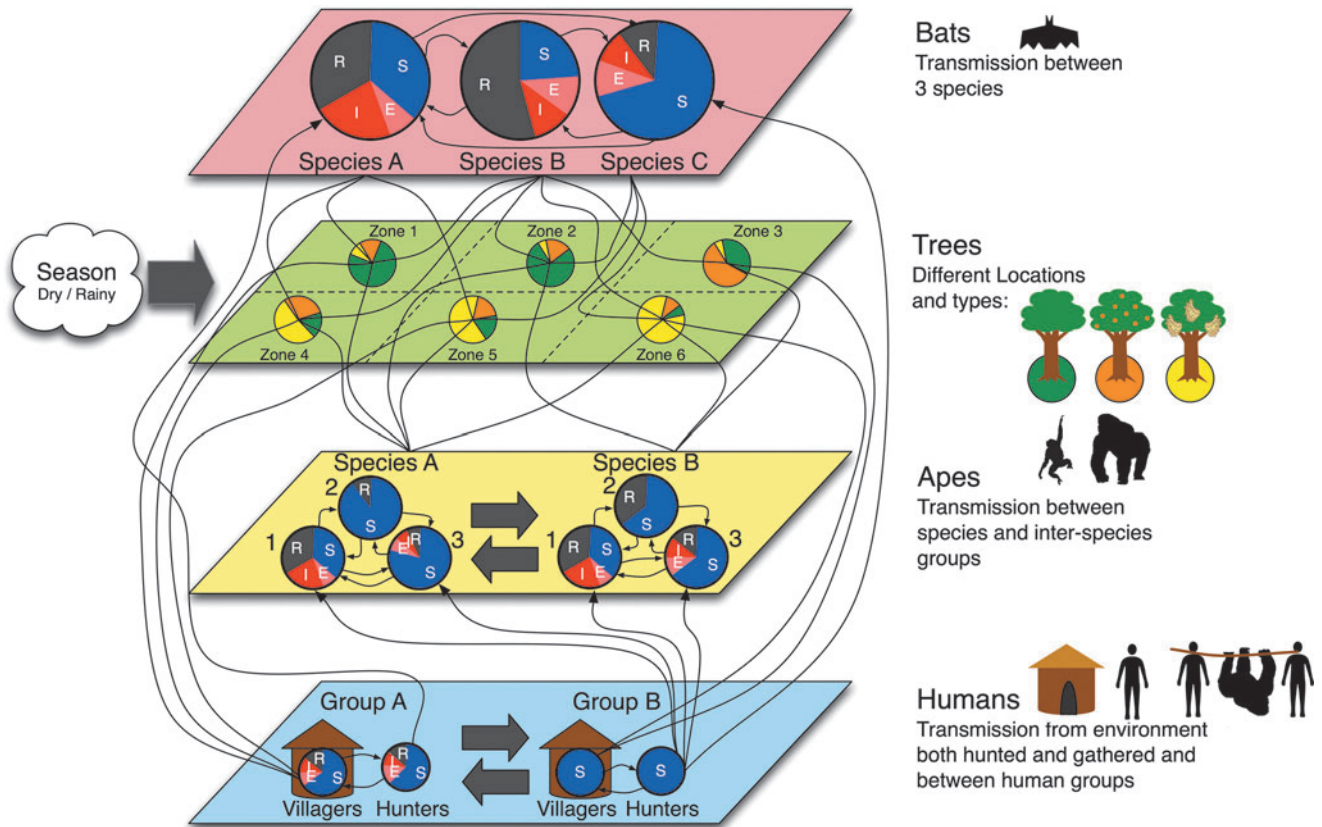 R
S
I
E
R
S
E
I
R
I
E
S
Species A
Species B
Species C
Bats
Transmission between
3 species
Season
Dry / Rainy
Zone 1
Zone 2
Zone 3
Zone 4
Zone 5
Zone 6
Trees
Different Locations
and types:
Species A
2
R
S
1
R
S
I
E
3
E
I
R
S
Species B
2
R
S
1
R
S
I
E
3
I
R
E
S
Apes
Transmission between
species and inter-species
groups
Group A
I
R
E
S
Villagers
I
R
E
S
Hunters
Group B
S
Villagers
S
Hunters
Humans
Transmission from environment
both hunted and gathered and
between human groups